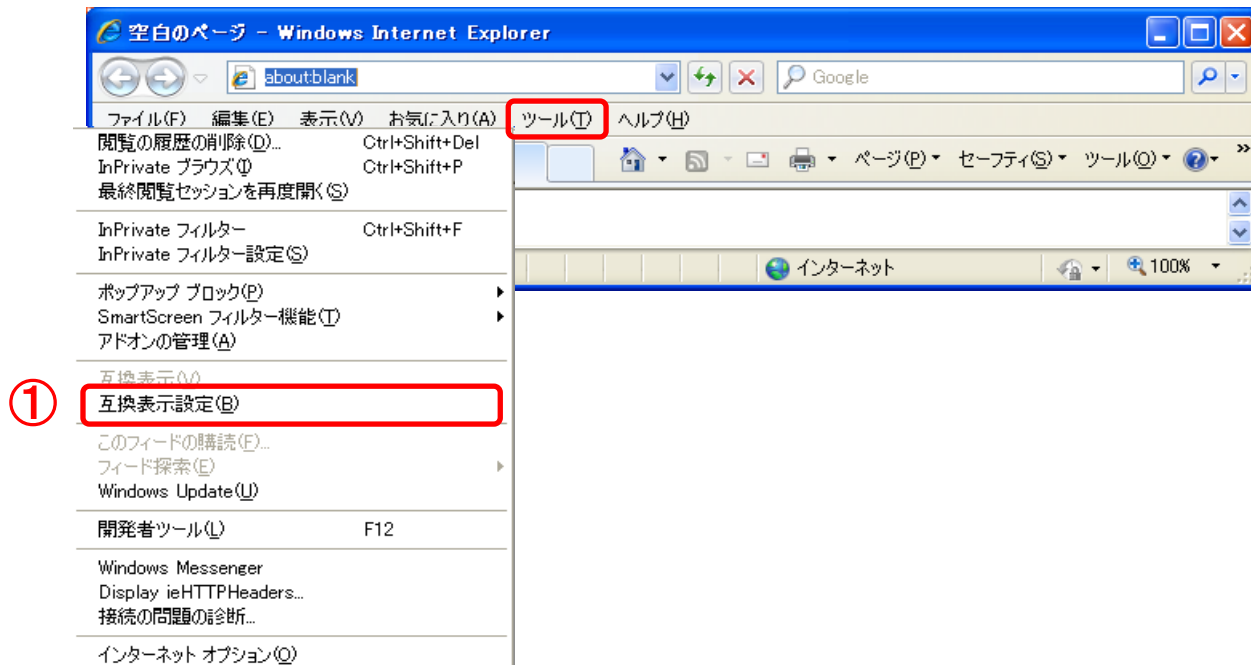 空白のページ - Windows Internet Explorer
about:blank
Google
ファイル(F) 編集(E) 表示(V) お気に入り(A) ツール(T) ヘルプ(H)
ページ(P) セーフティ(S) ツール(O) »
閲覧の履歴の削除(D)... Ctrl+Shift+Del
InPrivate ブラウズ(I) Ctrl+Shift+P
最終閲覧セッションを再度開く(S)
InPrivate フィルター Ctrl+Shift+F
InPrivate フィルター設定(S)
インターネット 100%
ポップアップ ブロック(P)
SmartScreen フィルター機能(T)
アドオンの管理(A)
互換表示(V)
① 互換表示設定(B)
このフィードの購読(F)...
フィード探索(E)
Windows Update(U)
開発者ツール(L) F12
Windows Messenger
Display ieHTTPHeaders...
接続の問題の診断...
インターネット オプション(O)